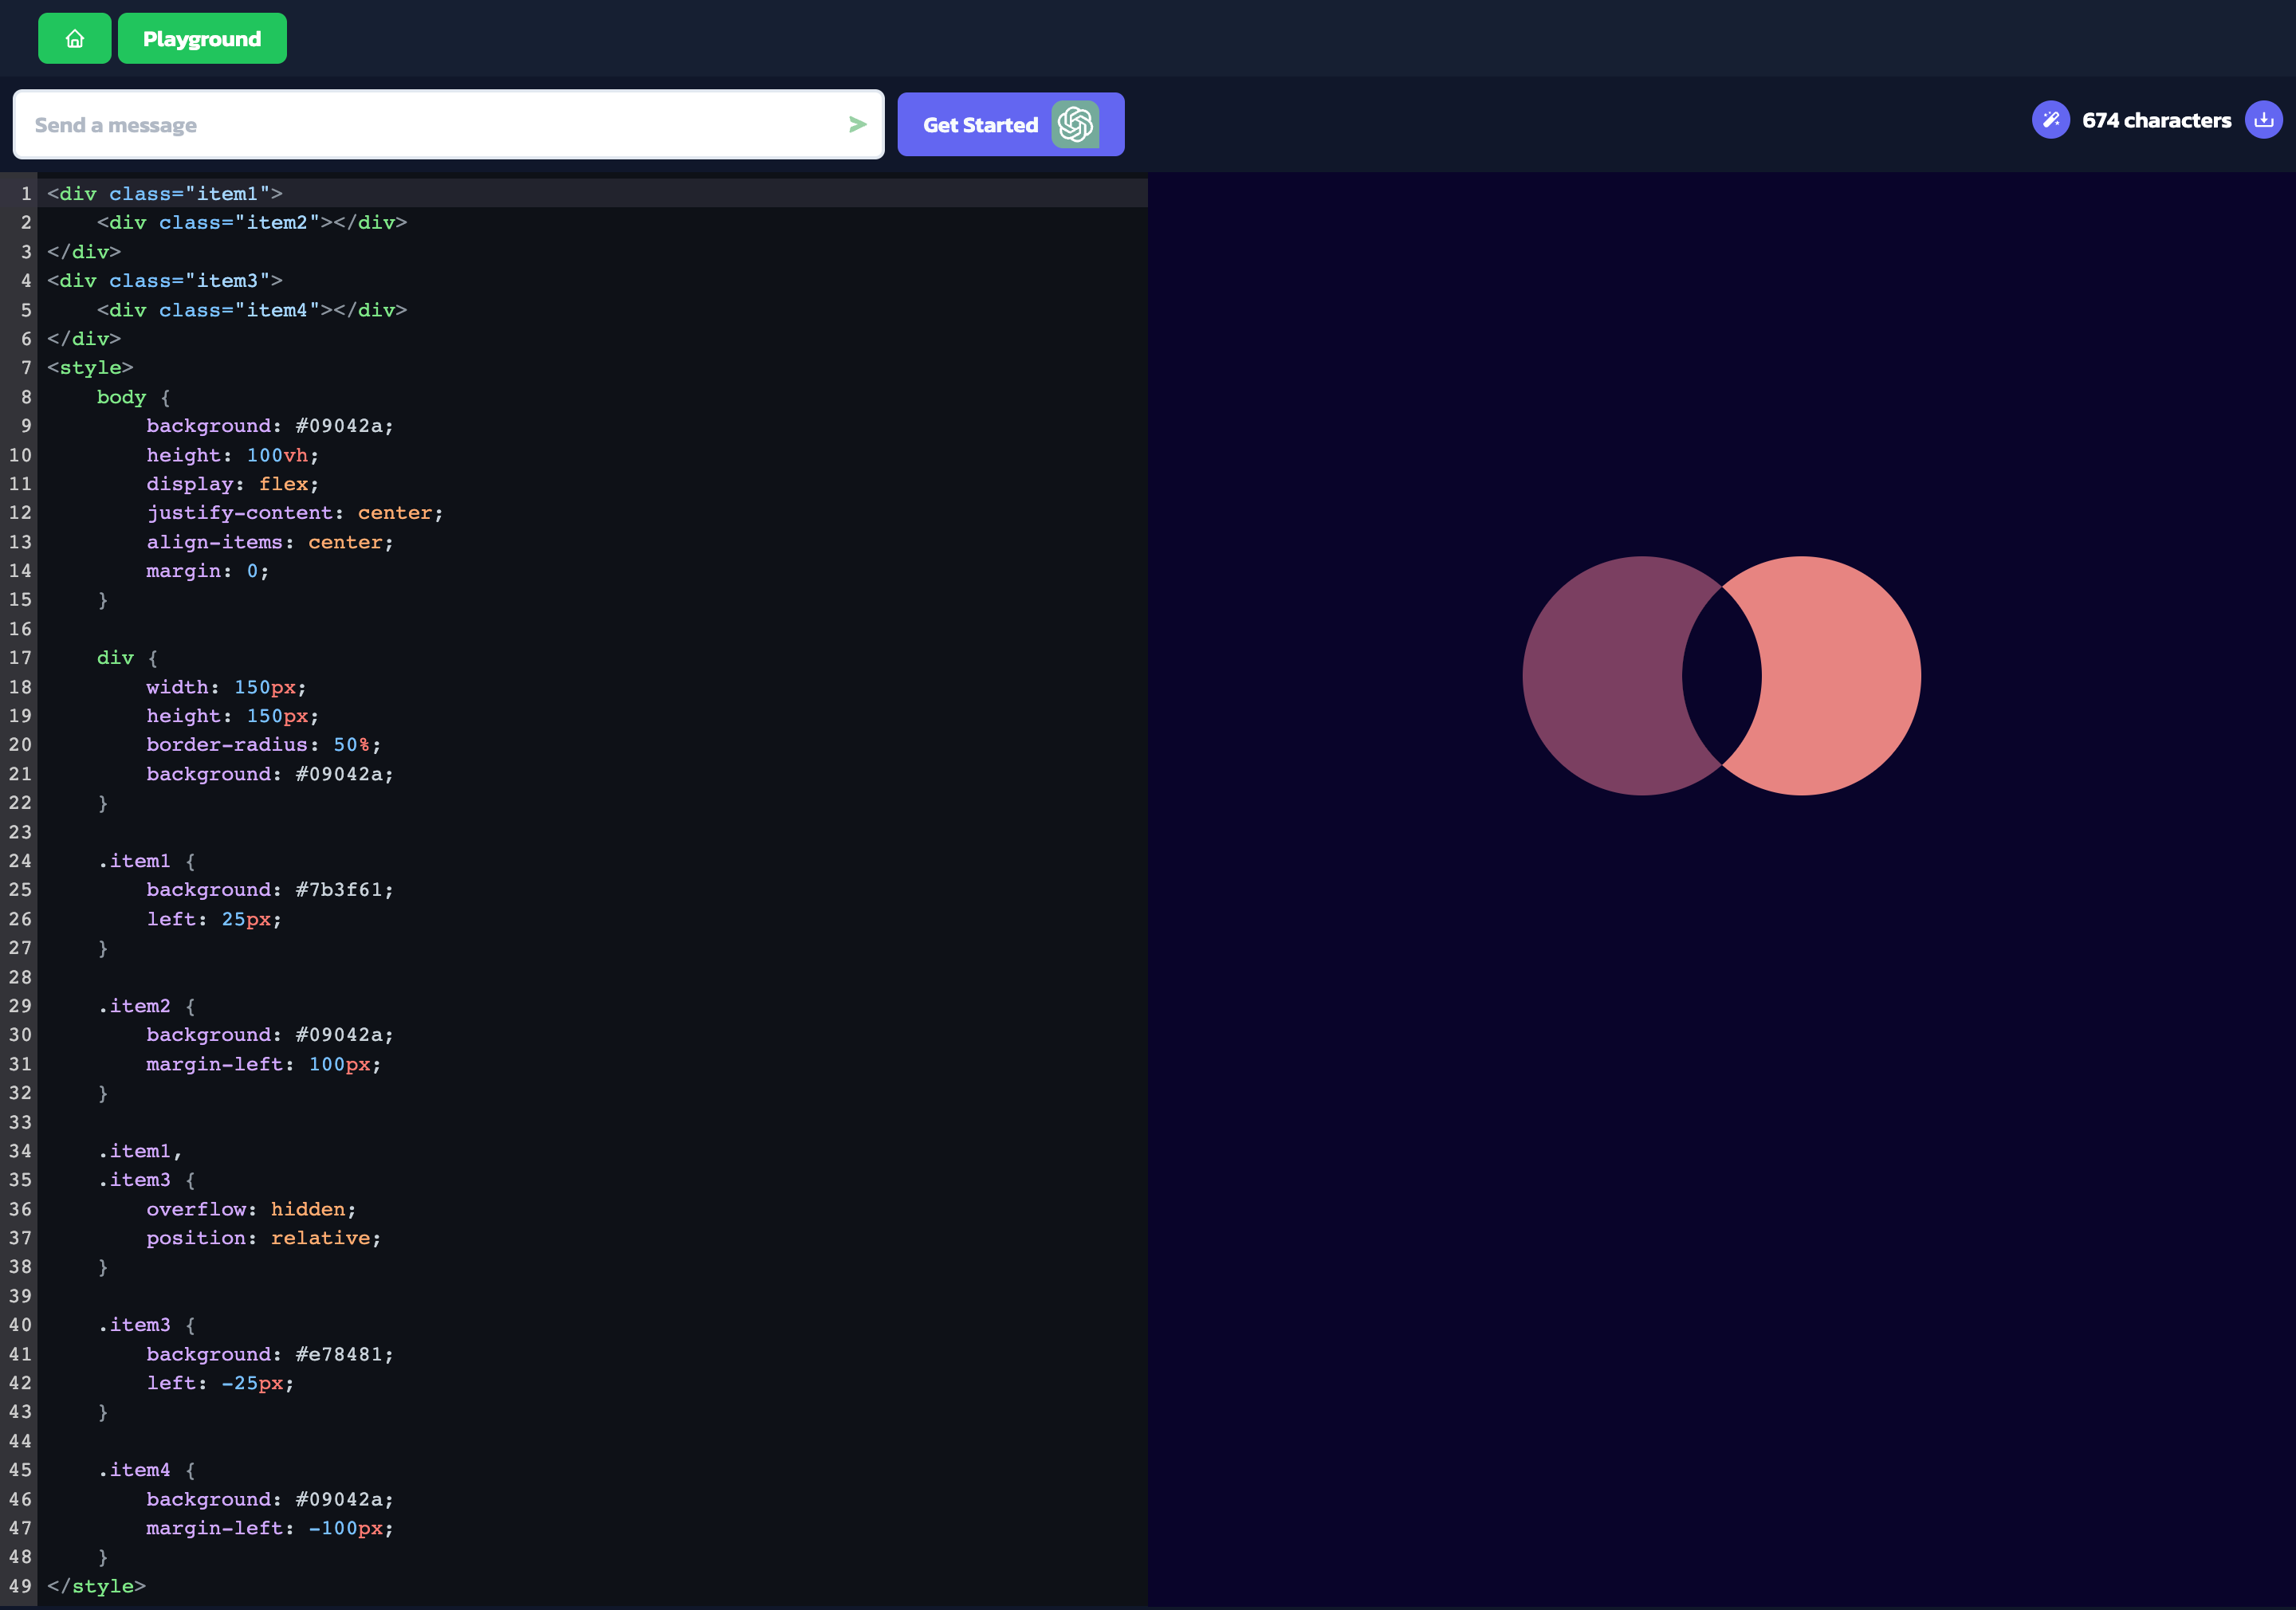 Playground
Send a message
Get Started
674 characters
1 <div class="item1">
2     <div class="item2"></div>
3 </div>
4 <div class="item3">
5     <div class="item4"></div>
6 </div>
7 <style>
8     body {
9         background: #09042a;
10         height: 100vh;
11         display: flex;
12         justify-content: center;
13         align-items: center;
14         margin: 0;
15     }
16
17     div {
18         width: 150px;
19         height: 150px;
20         border-radius: 50%;
21         background: #09042a;
22     }
23
24     .item1 {
25         background: #7b3f61;
26         left: 25px;
27     }
28
29     .item2 {
30         background: #09042a;
31         margin-left: 100px;
32     }
33
34     .item1,
35     .item3 {
36         overflow: hidden;
37         position: relative;
38     }
39
40     .item3 {
41         background: #e78481;
42         left: -25px;
43     }
44
45     .item4 {
46         background: #09042a;
47         margin-left: -100px;
48     }
49 </style>